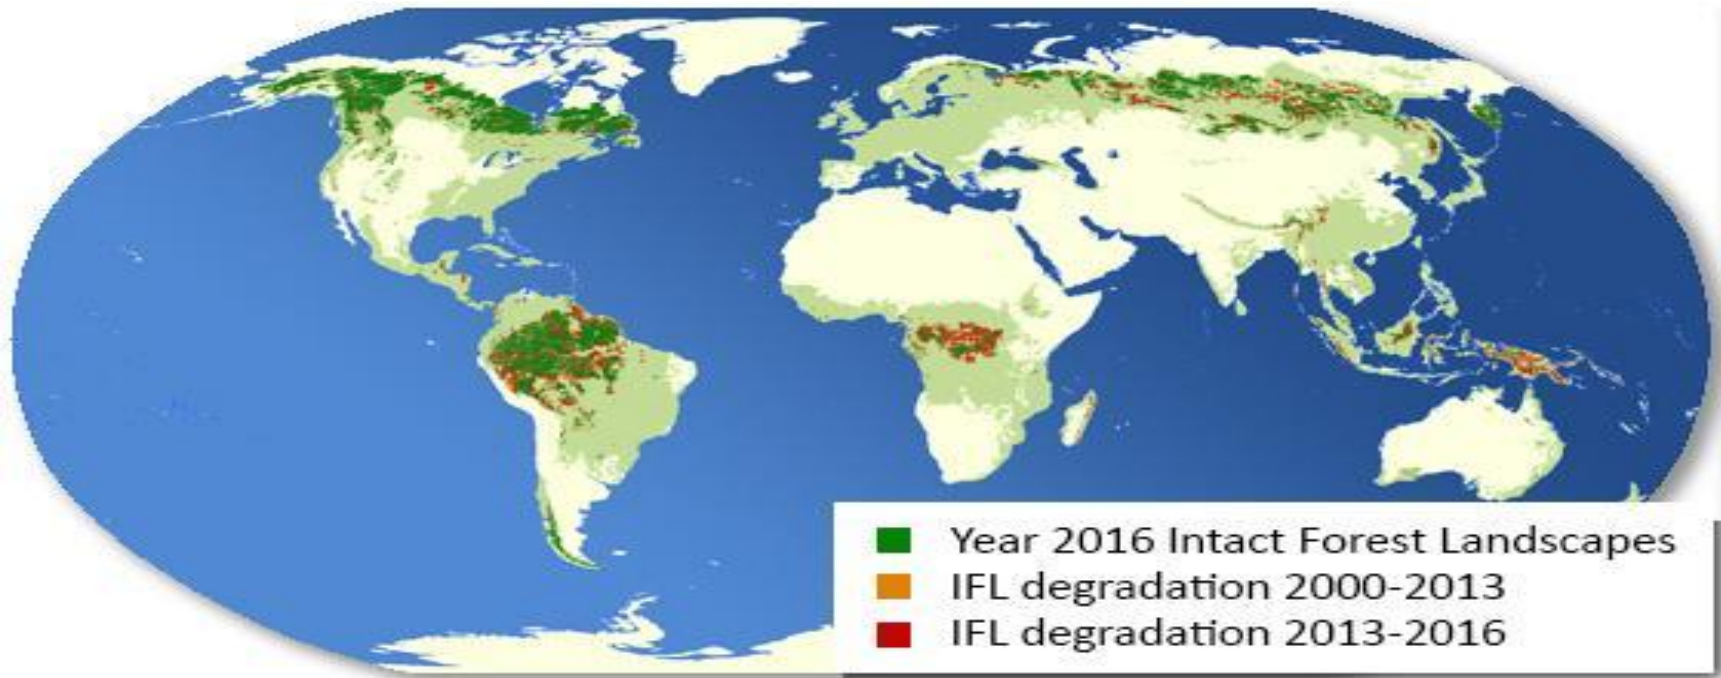 Year 2016 Intact Forest Landscapes
IFL degradation 2000-2013
IFL degradation 2013-2016